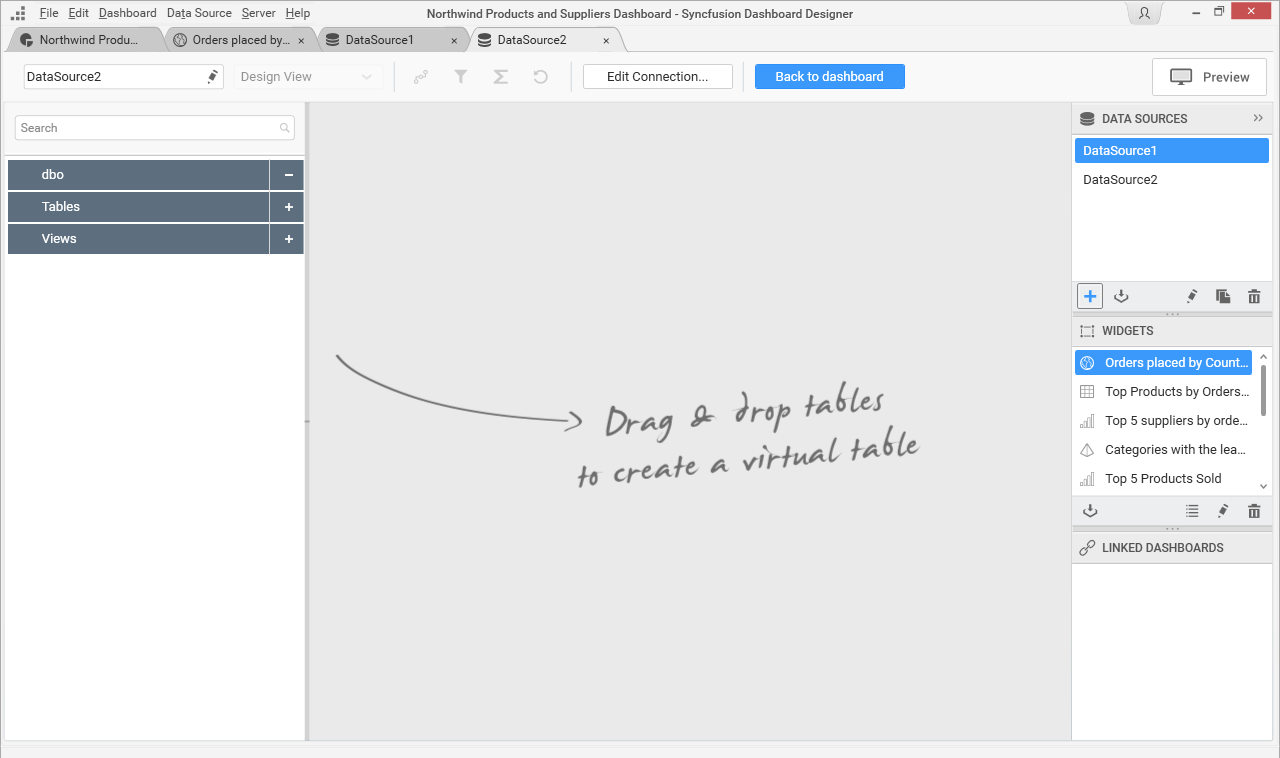 File Edit Dashboard Data Source Server Help
Northwind Products and Suppliers Dashboard - Syncfusion Dashboard Designer
Northwind Produ...
Orders placed by...
DataSource1
DataSource2
DataSource2
Design View
Edit Connection...
Back to dashboard
Preview
Search
dbo
Tables
Views
Drag & drop tables
to create a virtual table
DATA SOURCES
DataSource1
DataSource2
WIDGETS
Orders placed by Count...
Top Products by Orders...
Top 5 suppliers by orde...
Categories with the lea...
Top 5 Products Sold
LINKED DASHBOARDS